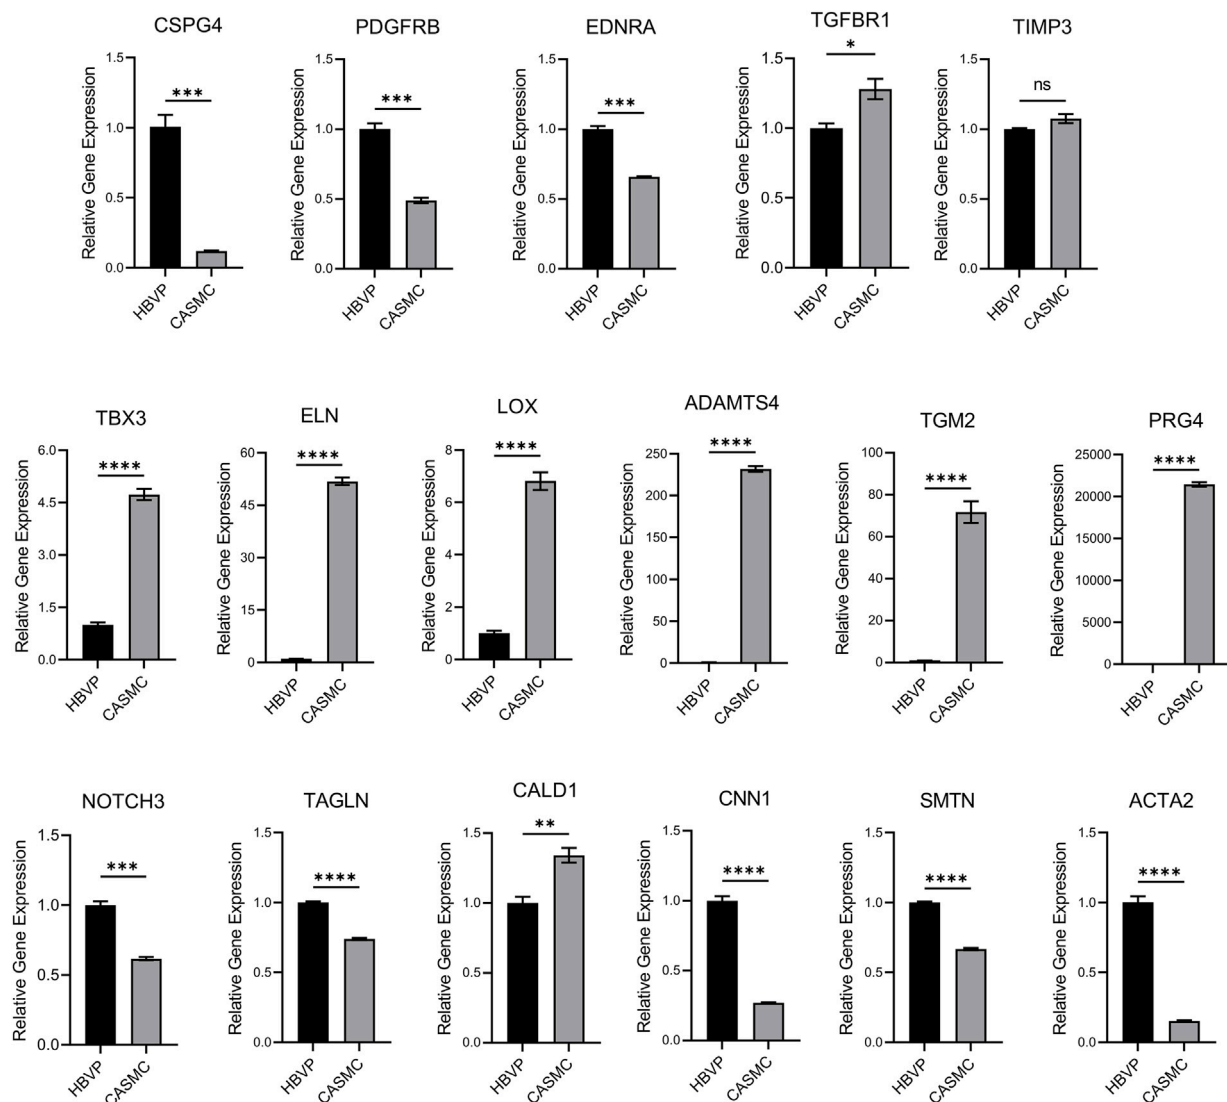 CSPG4
Relative Gene Expression
1.5
1.0
0.5
0.0
***
HBVP
CASMC
PDGFRB
Relative Gene Expression
1.5
1.0
0.5
0.0
***
HBVP
CASMC
EDNRA
Relative Gene Expression
1.5
1.0
0.5
0.0
***
HBVP
CASMC
TGFBR1
Relative Gene Expression
1.5
1.0
0.5
0.0
*
HBVP
CASMC
TIMP3
Relative Gene Expression
1.5
1.0
0.5
0.0
ns
HBVP
CASMC
TBX3
Relative Gene Expression
6.0
4.5
3.0
1.5
0.0
****
HBVP
CASMC
ELN
Relative Gene Expression
60
45
30
15
0
****
HBVP
CASMC
LOX
Relative Gene Expression
8
6
4
2
0
****
HBVP
CASMC
ADAMTS4
Relative Gene Expression
250
200
150
100
50
0
****
HBVP
CASMC
TGM2
Relative Gene Expression
100
80
60
40
20
0
****
HBVP
CASMC
PRG4
Relative Gene Expression
25000
20000
15000
10000
5000
0
****
HBVP
CASMC
NOTCH3
Relative Gene Expression
1.5
1.0
0.5
0.0
***
HBVP
CASMC
TAGLN
Relative Gene Expression
1.5
1.0
0.5
0.0
****
HBVP
CASMC
CALD1
Relative Gene Expression
1.5
1.0
0.5
0.0
**
HBVP
CASMC
CNN1
Relative Gene Expression
1.5
1.0
0.5
0.0
****
HBVP
CASMC
SMTN
Relative Gene Expression
1.5
1.0
0.5
0.0
****
HBVP
CASMC
ACTA2
Relative Gene Expression
1.5
1.0
0.5
0.0
****
HBVP
CASMC